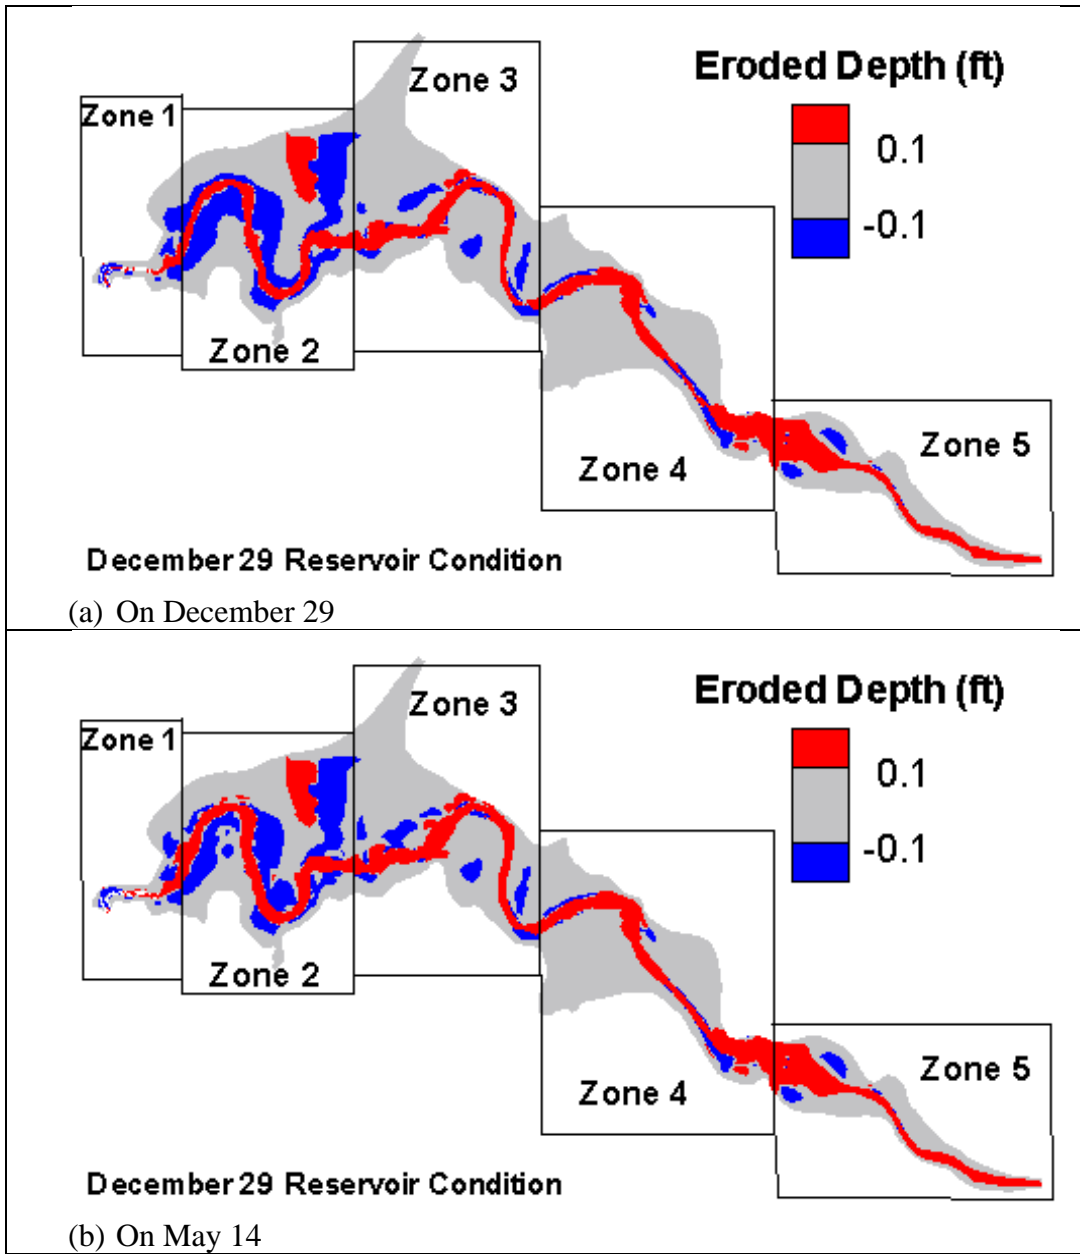 Zone 3
Eroded Depth (ft)
Zone 1
0.1
-0.1
Zone 2
Zone 5
Zone 4
December 29 Reservoir Condition
(a) On December 29
Zone 3
Eroded Depth (ft)
Zone 1
0.1
-0.1
Zone 2
Zone 5
Zone 4
December 29 Reservoir Condition
(b) On May 14